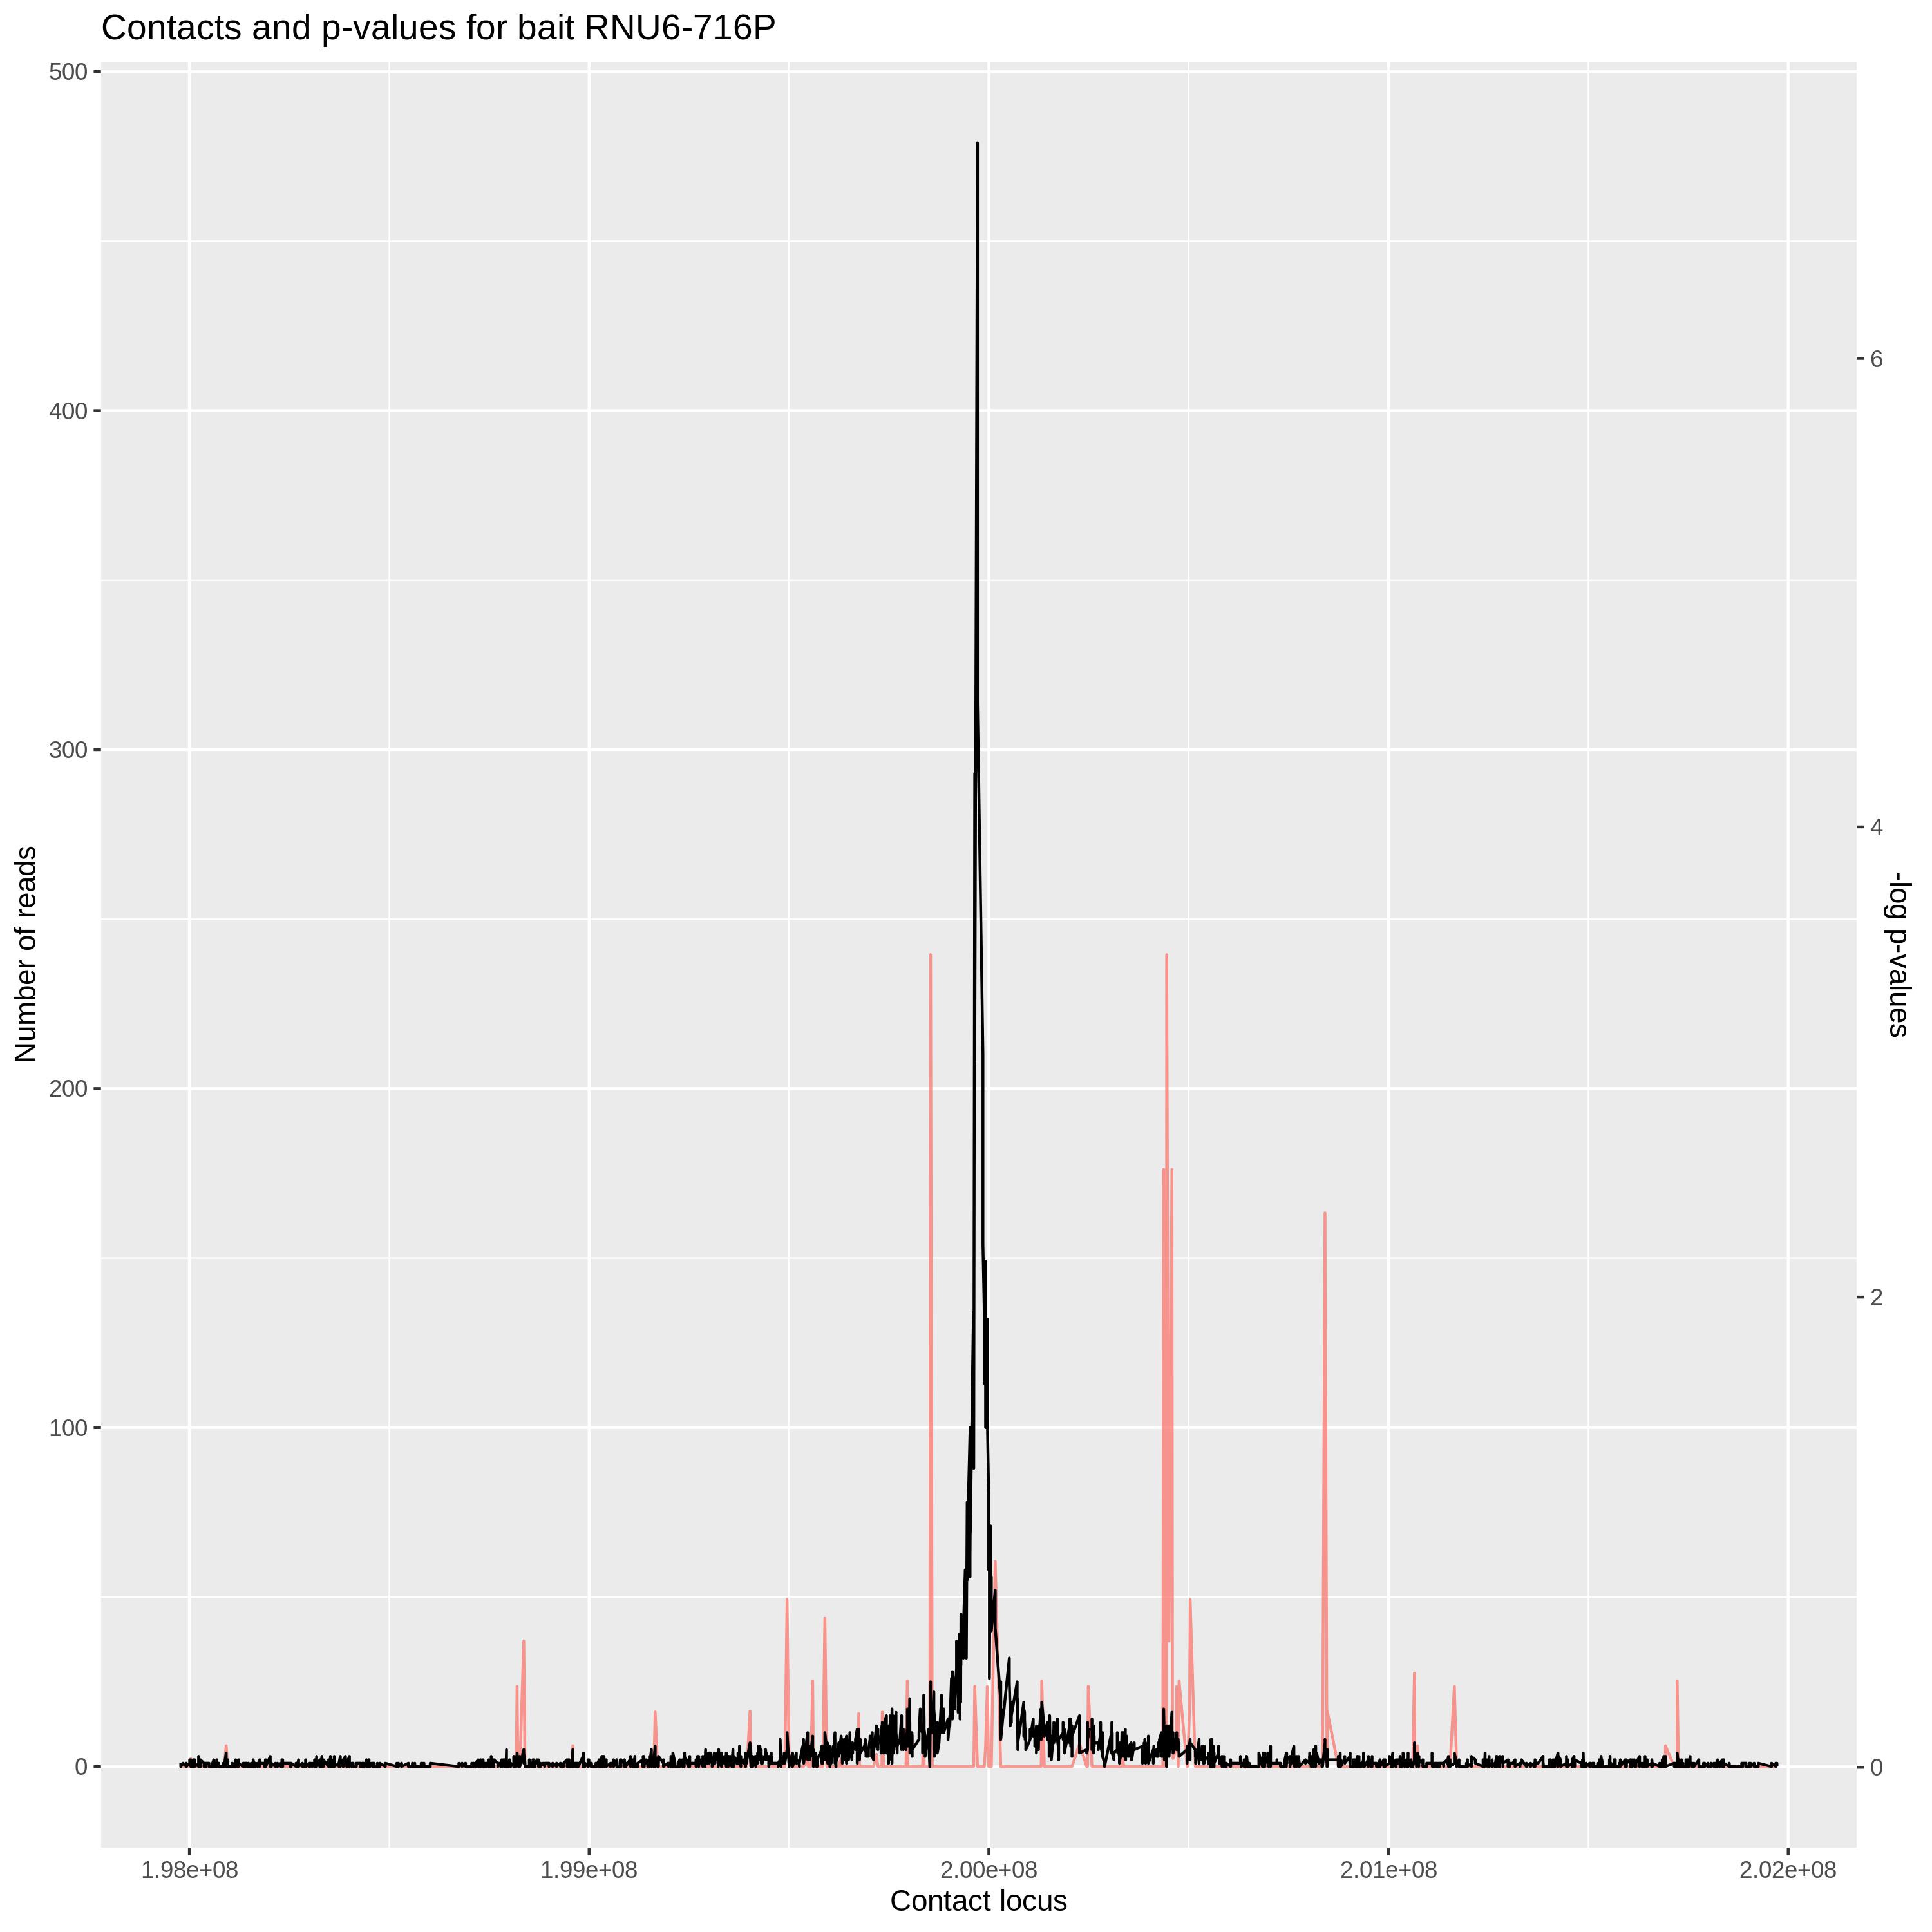 Contacts and p-values for bait RNU6-716P
500
400
300
200
100
0
Number of reads
6
4
2
0
-log p-values
1.98e+08
1.99e+08
2.00e+08
2.01e+08
2.02e+08
Contact locus